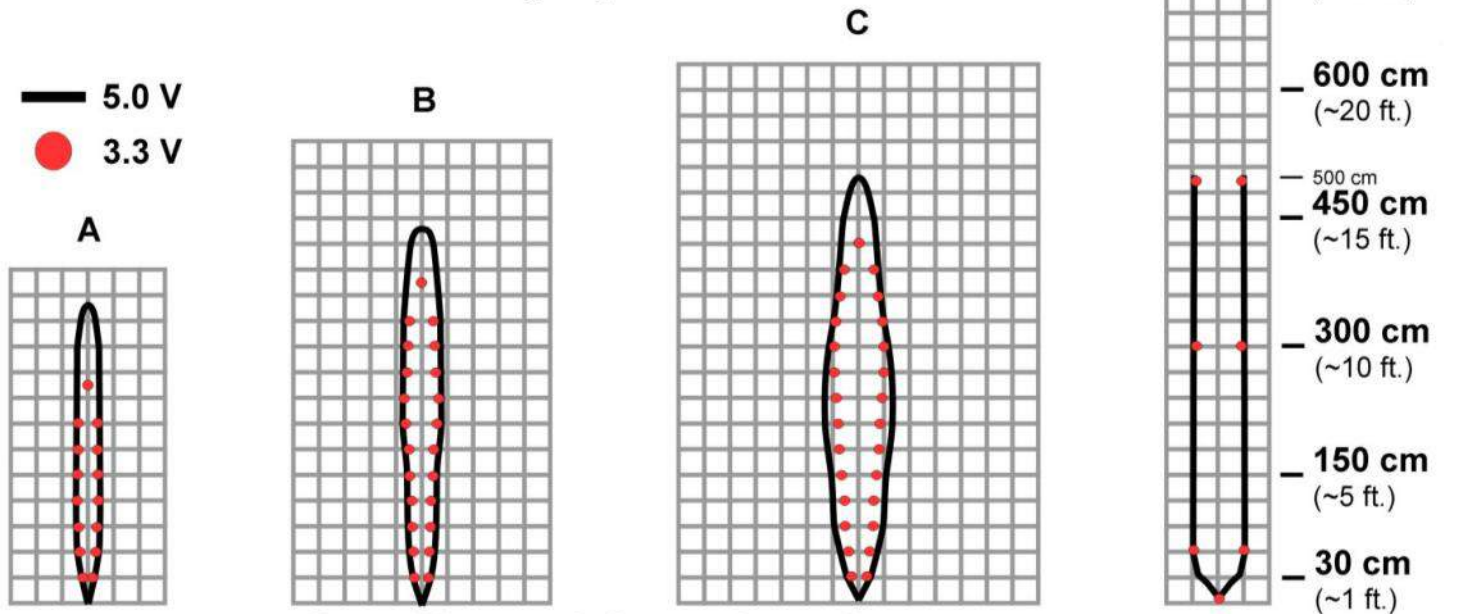 C
5.0 V
B
3.3 V
A
600 cm
(~20 ft.)
500 cm
450 cm
(~15 ft.)
300 cm
(~10 ft.)
150 cm
(~5 ft.)
30 cm
(~1 ft.)